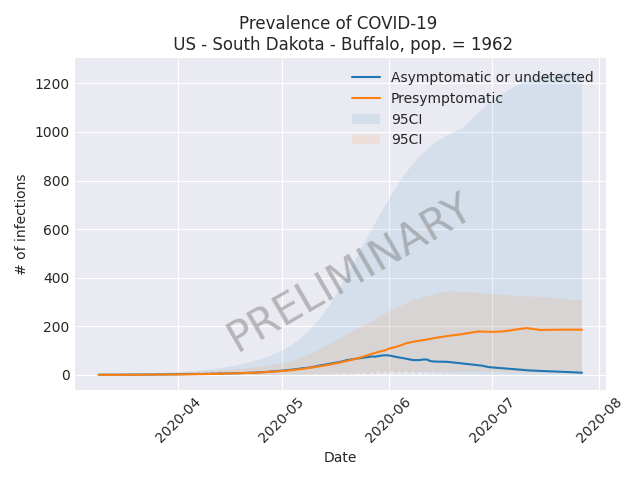 Prevalence of COVID-19
US - South Dakota - Buffalo, pop. = 1962
Asymptomatic or undetected
Presymptomatic
95CI
95CI
# of infections
1200
1000
800
600
400
200
0
PRELIMINARY
2020-04
2020-05
2020-06
2020-07
2020-08
Date